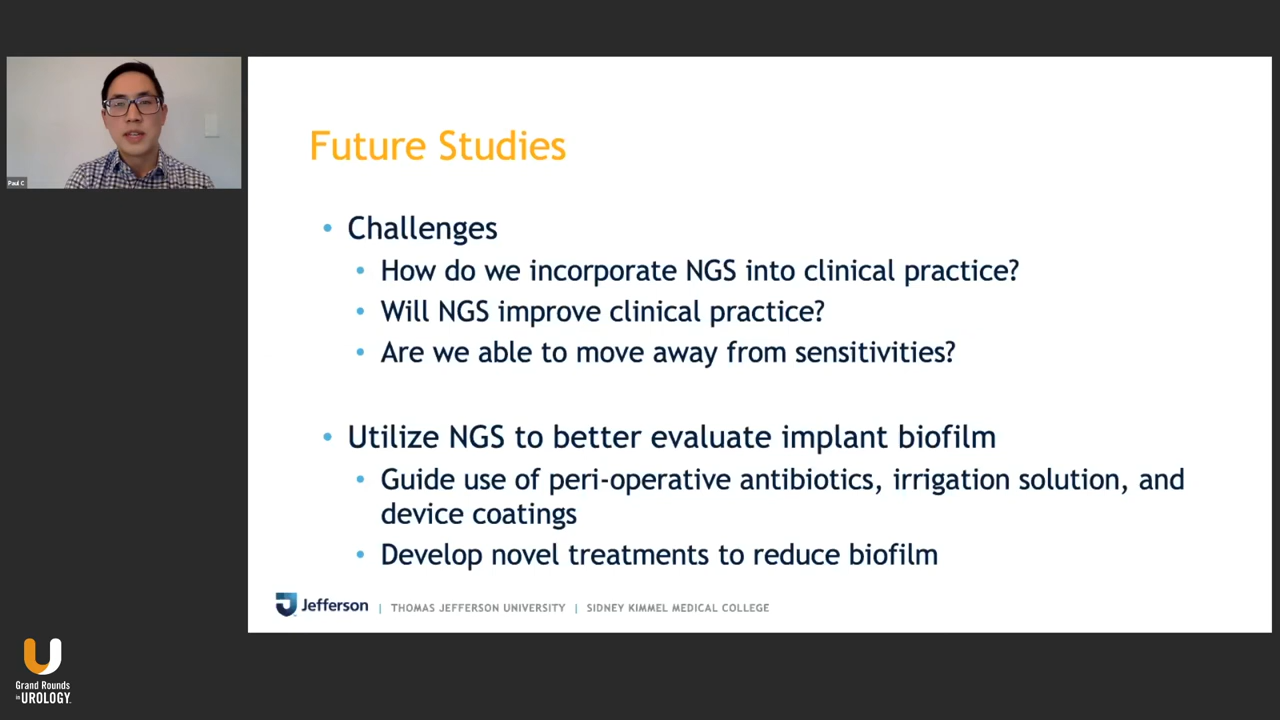 Paul C
Future Studies
• Challenges
• How do we incorporate NGS into clinical practice?
• Will NGS improve clinical practice?
• Are we able to move away from sensitivities?
• Utilize NGS to better evaluate implant biofilm
• Guide use of peri-operative antibiotics, irrigation solution, and
device coatings
• Develop novel treatments to reduce biofilm
Jefferson | THOMAS JEFFERSON UNIVERSITY | SIDNEY KIMMEL MEDICAL COLLEGE
U
Grand Rounds
in UROLOGY